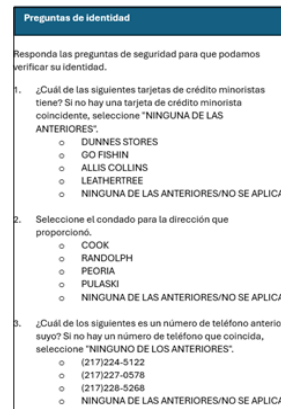 Preguntas de identidad
Responda las preguntas de seguridad para que podamos
verificar su identidad.
1. ¿Cuál de las siguientes tarjetas de crédito minoristas
tiene? Si no hay una tarjeta de crédito minorista
coincidente, seleccione "NINGUNA DE LAS
ANTERIORES".
o DUNNES STORES
o GO FISHIN
o ALLIS COLLINS
o LEATHERTREE
o NINGUNA DE LAS ANTERIORES/NO SE APLICA
2. Seleccione el condado para la dirección que
proporcionó.
o COOK
o RANDOLPH
o PEORIA
o PULASKI
o NINGUNA DE LAS ANTERIORES/NO SE APLICA
3. ¿Cuál de los siguientes es un número de teléfono anterio
suyo? Si no hay un número de teléfono que coincida,
seleccione "NINGUNO DE LOS ANTERIORES".
o (217)224-5122
o (217)227-0578
o (217)228-5268
o NINGUNA DE LAS ANTERIORES/NO SE APLICA